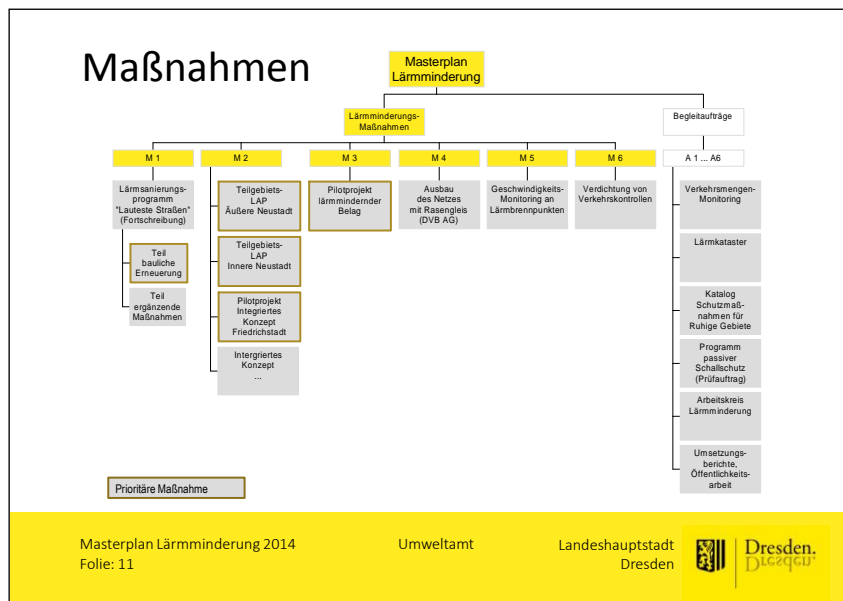 Maßnahmen
Masterplan
Lärmminderung
Lärmminderungs-
Maßnahmen
Begleitaufträge
M 1
M 2
M 3
M 4
M 5
M 6
A 1 ... A6
Lärmsanierungs-
programm
"Lauteste Straßen"
(Fortschreibung)
Teil
bauliche
Erneuerung
Teil
ergänzende
Maßnahmen
Teilgebiets-
LAP
Äußere Neustadt
Teilgebiets-
LAP
Innere Neustadt
Pilotprojekt
Integriertes
Konzept
Friedrichstadt
Intergriertes
Konzept
...
Pilotprojekt
lärmmindernder
Belag
Ausbau
des Netzes
mit Rasengleis
(DVB AG)
Geschwindigkeits-
Monitoring an
Lärmbrennpunkten
Verdichtung von
Verkehrskontrollen
Verkehrsmengen-
Monitoring
Lärmkataster
Katalog
Schutzmaß-
nahmen für
Ruhige Gebiete
Programm
passiver
Schallschutz
(Prüfauftrag)
Arbeitskreis
Lärmminderung
Umsetzungs-
berichte,
Öffentlichkeits-
arbeit
Prioritäre Maßnahme
Masterplan Lärmminderung 2014
Folie: 11
Umweltamt
Landeshauptstadt
Dresden
Dresden.
Dresden.